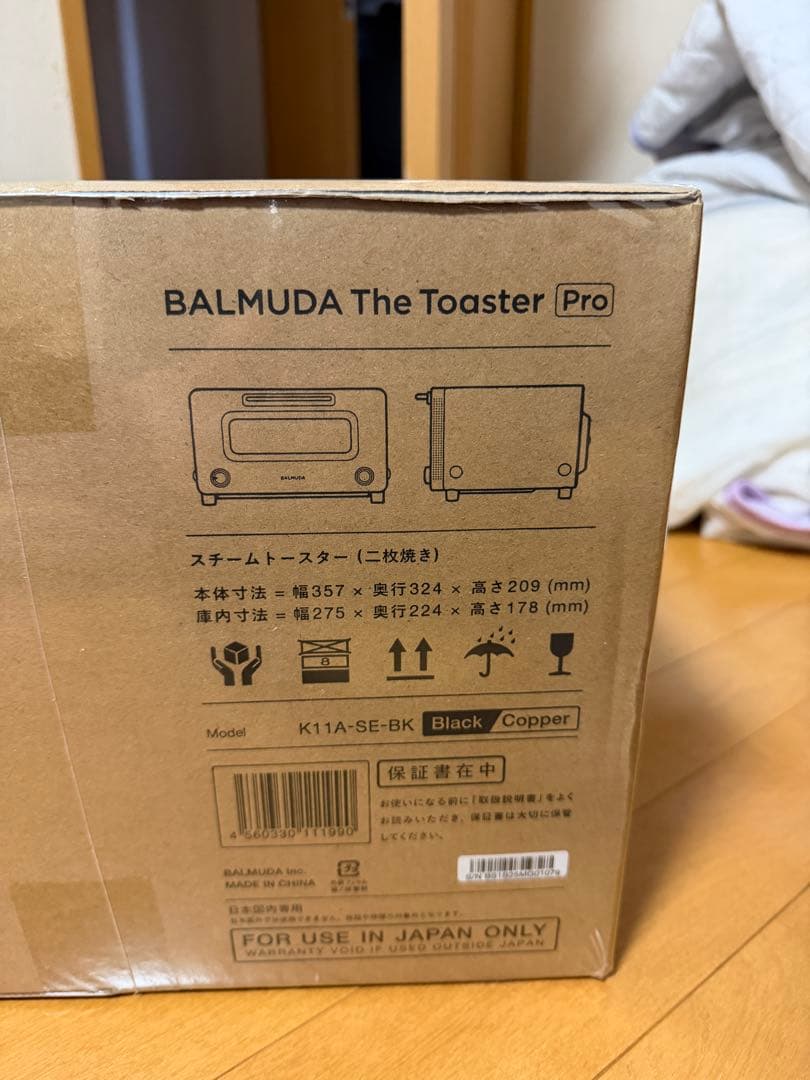 BALMUDA The Toaster Pro
BALMUDA
スチームトースター (二枚焼き)
本体寸法 = 幅357 × 奥行324 × 高さ209 (mm)
庫内寸法 = 幅275 × 奥行224 × 高さ178 (mm)
8
Model K11A-SE-BK Black Copper
保証書在中
お使いになる前に「取扱説明書」をよく
お読みいただき、保証書は大切に保管
してください。
4 560330 111990
BALMUDA Inc.
MADE IN CHINA
日本国内専用
FOR USE IN JAPAN ONLY
WARRANTY VOID IF USED OUTSIDE JAPAN